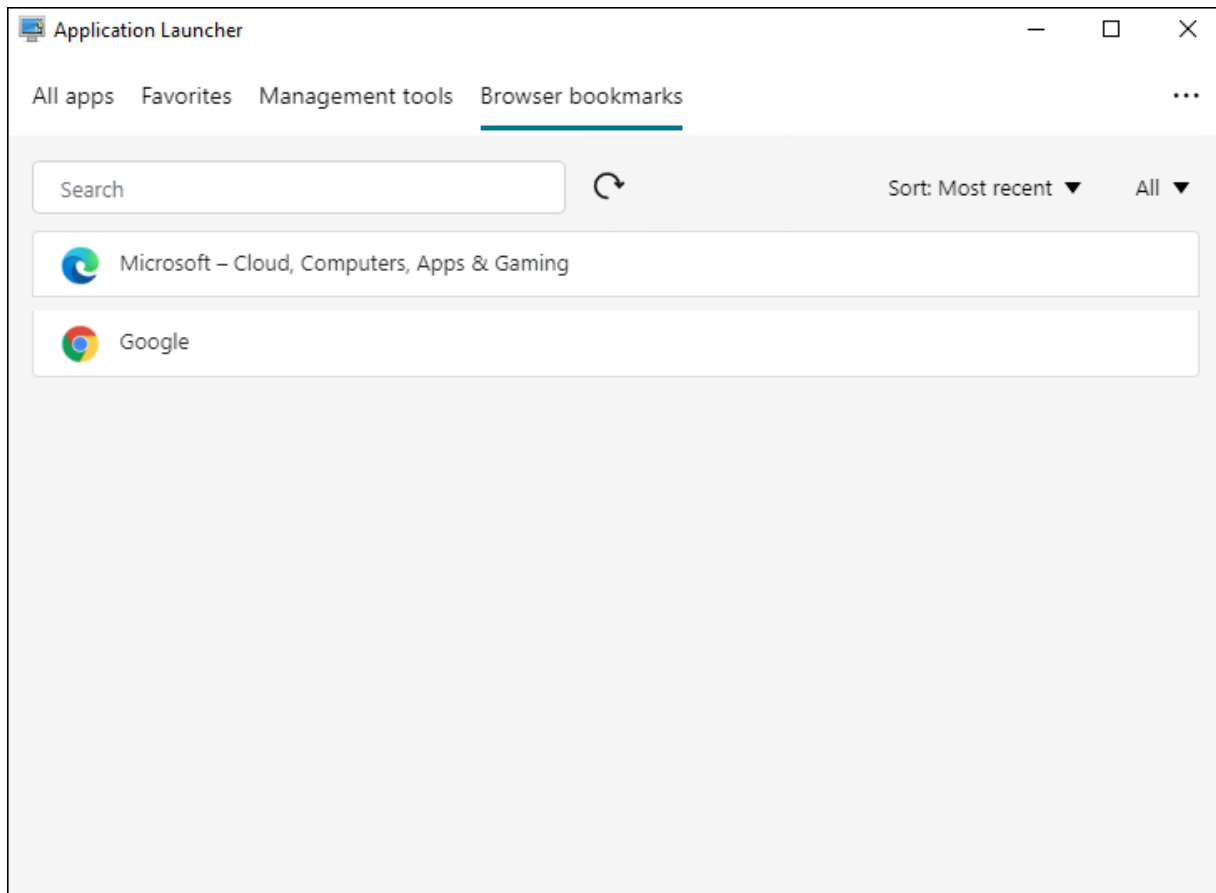 Application Launcher
All apps Favorites Management tools Browser bookmarks
Search Sort: Most recent All
Microsoft – Cloud, Computers, Apps & Gaming
Google